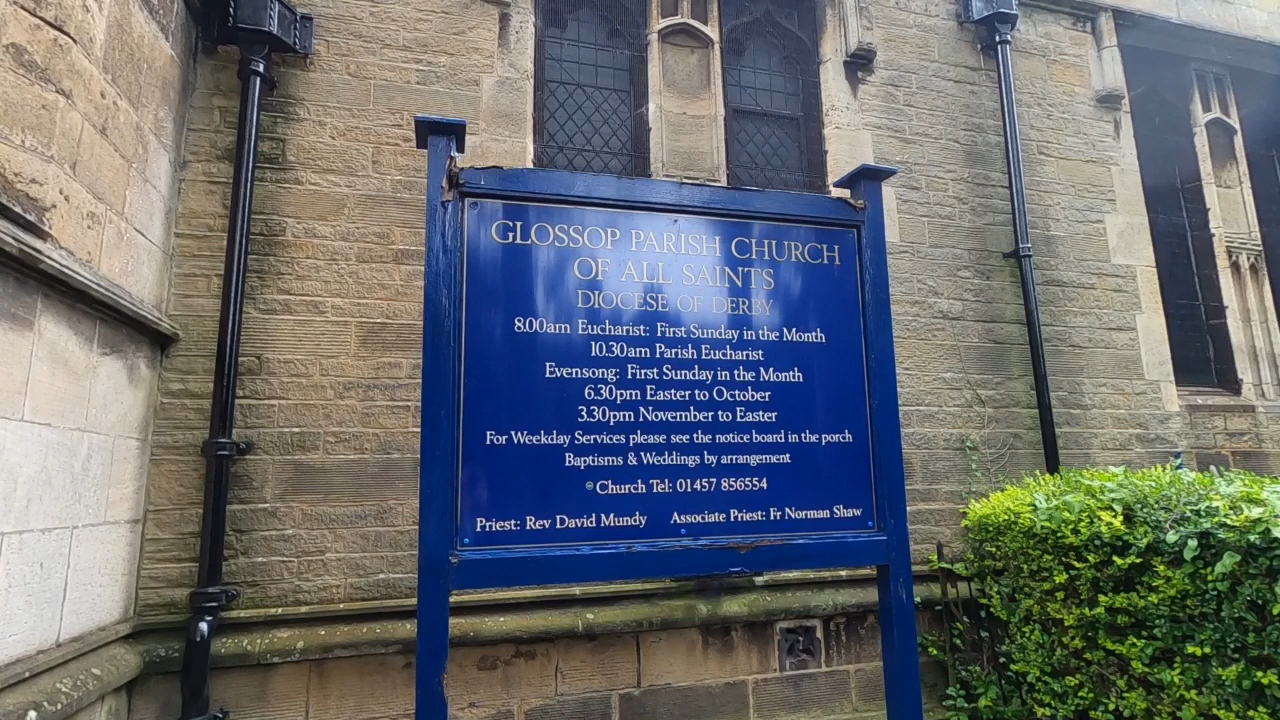 GLOSSOP PARISH CHURCH
OF ALL SAINTS
DIOCESE OF DERBY
8.00am Eucharist: First Sunday in the Month
10.30am Parish Eucharist
Evensong: First Sunday in the Month
6.30pm Easter to October
3.30pm November to Easter
For Weekday Services please see the notice board in the porch
Baptisms & Weddings by arrangement
Church Tel: 01457 856554
Priest: Rev David Mundy Associate Priest: Fr Norman Shaw